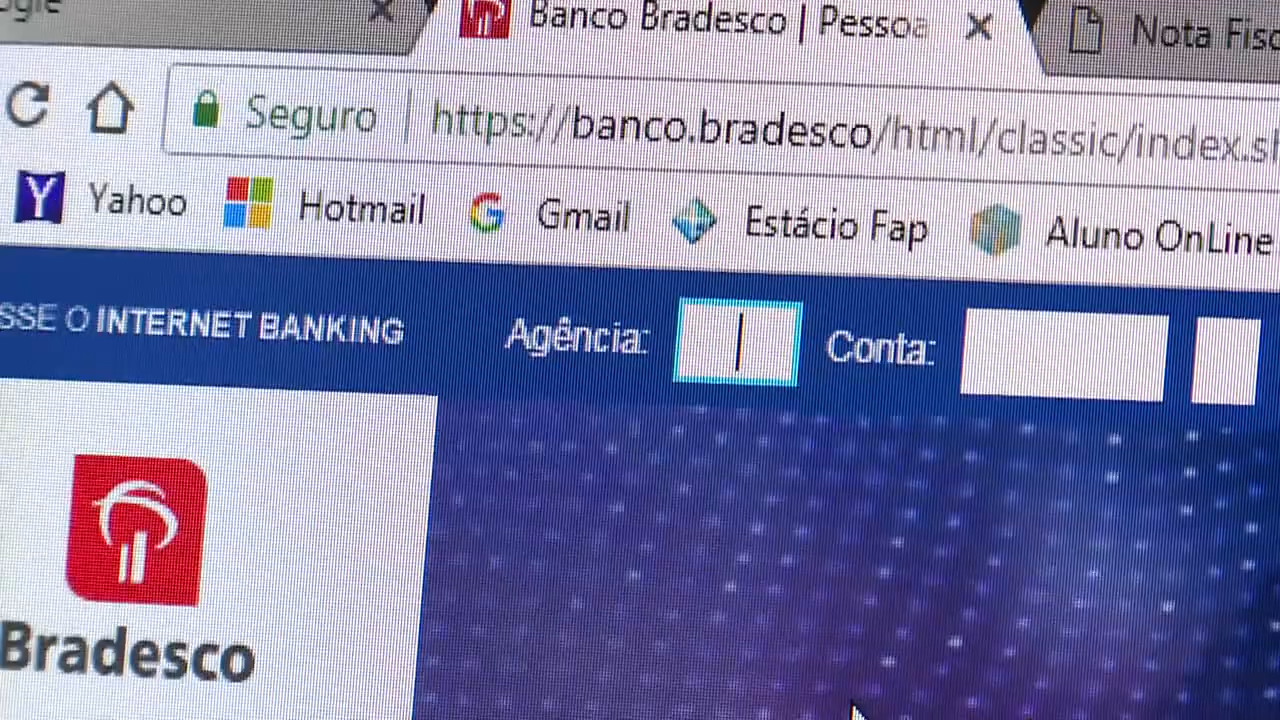 Banco Bradesco | Pessoa
Nota Fisc
Seguro
https://banco.bradesco/html/classic/index.sh
Yahoo
Hotmail
Gmail
Estácio Fap
Aluno OnLine
SSE O INTERNET BANKING
Agência:
Conta:
Bradesco